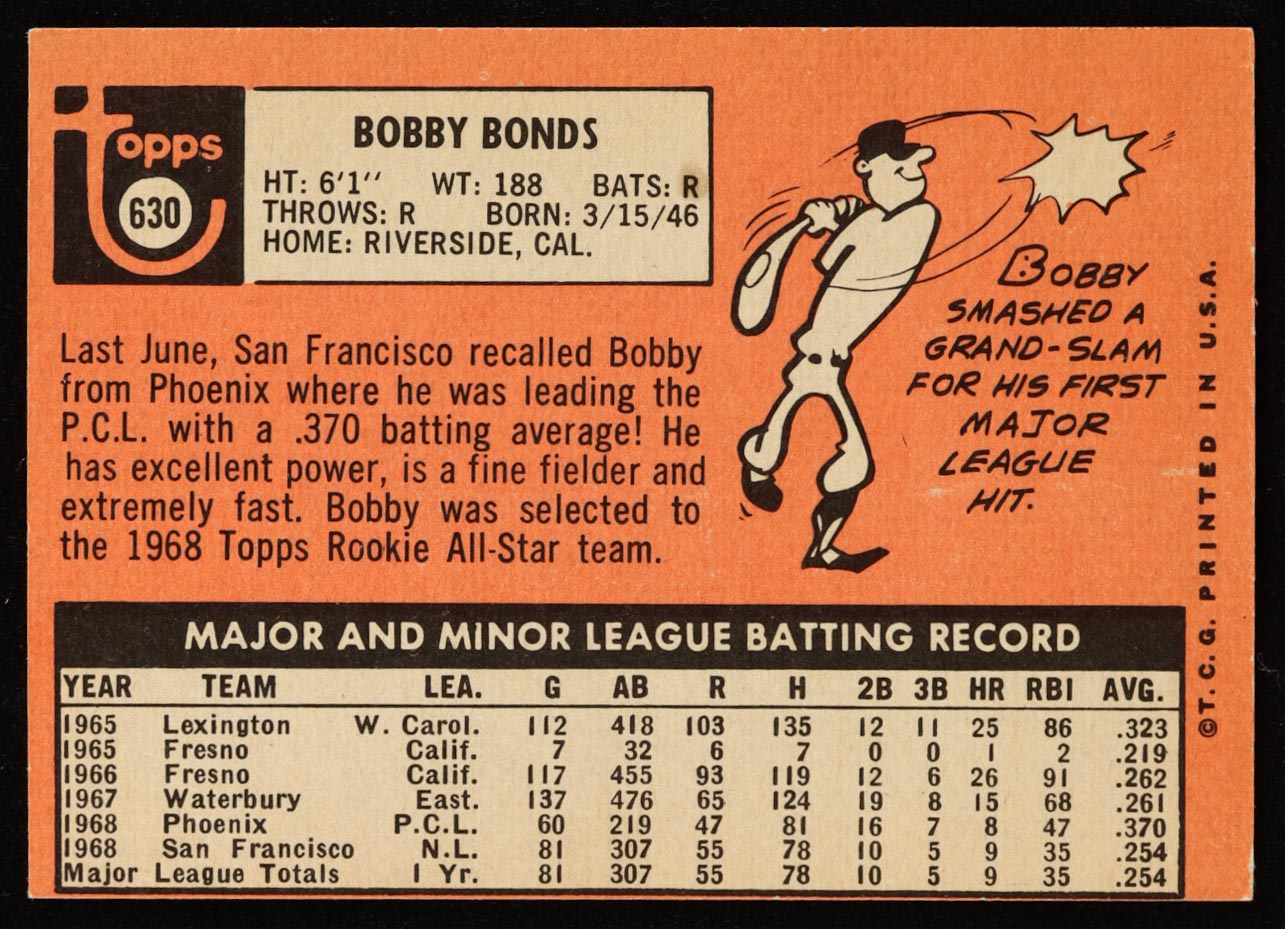 Topps
630
BOBBY BONDS
HT: 6'1" WT: 188 BATS: R
THROWS: R BORN: 3/15/46
HOME: RIVERSIDE, CAL.
Last June, San Francisco recalled Bobby
from Phoenix where he was leading the
P.C.L. with a .370 batting average! He
has excellent power, is a fine fielder and
extremely fast. Bobby was selected to
the 1968 Topps Rookie All-Star team.
BOBBY
SMASHED A
GRAND-SLAM
FOR HIS FIRST
MAJOR
LEAGUE
HIT.
©T. C. G. PRINTED IN U.S.A.
MAJOR AND MINOR LEAGUE BATTING RECORD
YEAR TEAM LEA. G AB R H 2B 3B HR RBI AVG.
1965 Lexington W. Carol. 112 418 103 135 12 11 25 86 .323
1965 Fresno Calif. 7 32 6 7 0 0 1 2 .219
1966 Fresno Calif. 117 455 93 119 12 6 26 91 .262
1967 Waterbury East. 137 476 65 124 19 8 15 68 .261
1968 Phoenix P.C.L. 60 219 47 81 16 7 8 47 .370
1968 San Francisco N.L. 81 307 55 78 10 5 9 35 .254
Major League Totals 1 Yr. 81 307 55 78 10 5 9 35 .254